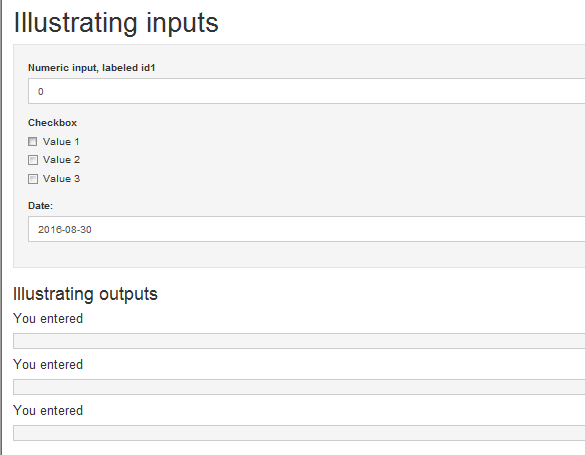 Illustrating inputs
Numeric input, labeled id1
0
Checkbox
Value 1
Value 2
Value 3
Date:
2016-08-30
Illustrating outputs
You entered
You entered
You entered